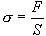 σ = F/S